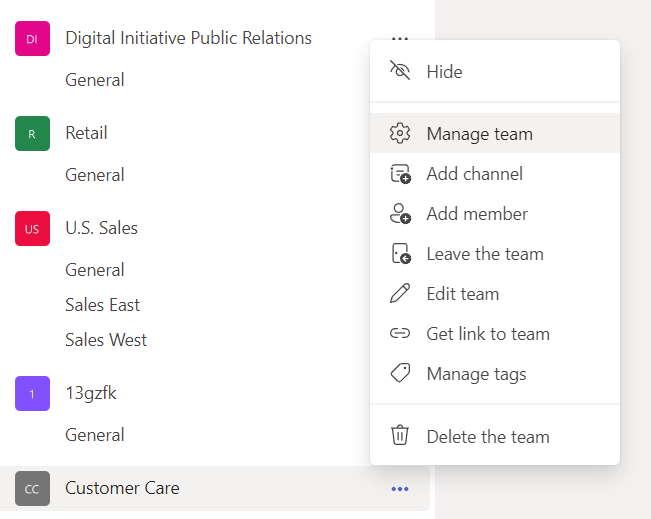 DI Digital Initiative Public Relations ...
General
R Retail
General
US U.S. Sales
General
Sales East
Sales West
1 13gzfk
General
CC Customer Care ...
Hide
Manage team
Add channel
Add member
Leave the team
Edit team
Get link to team
Manage tags
Delete the team